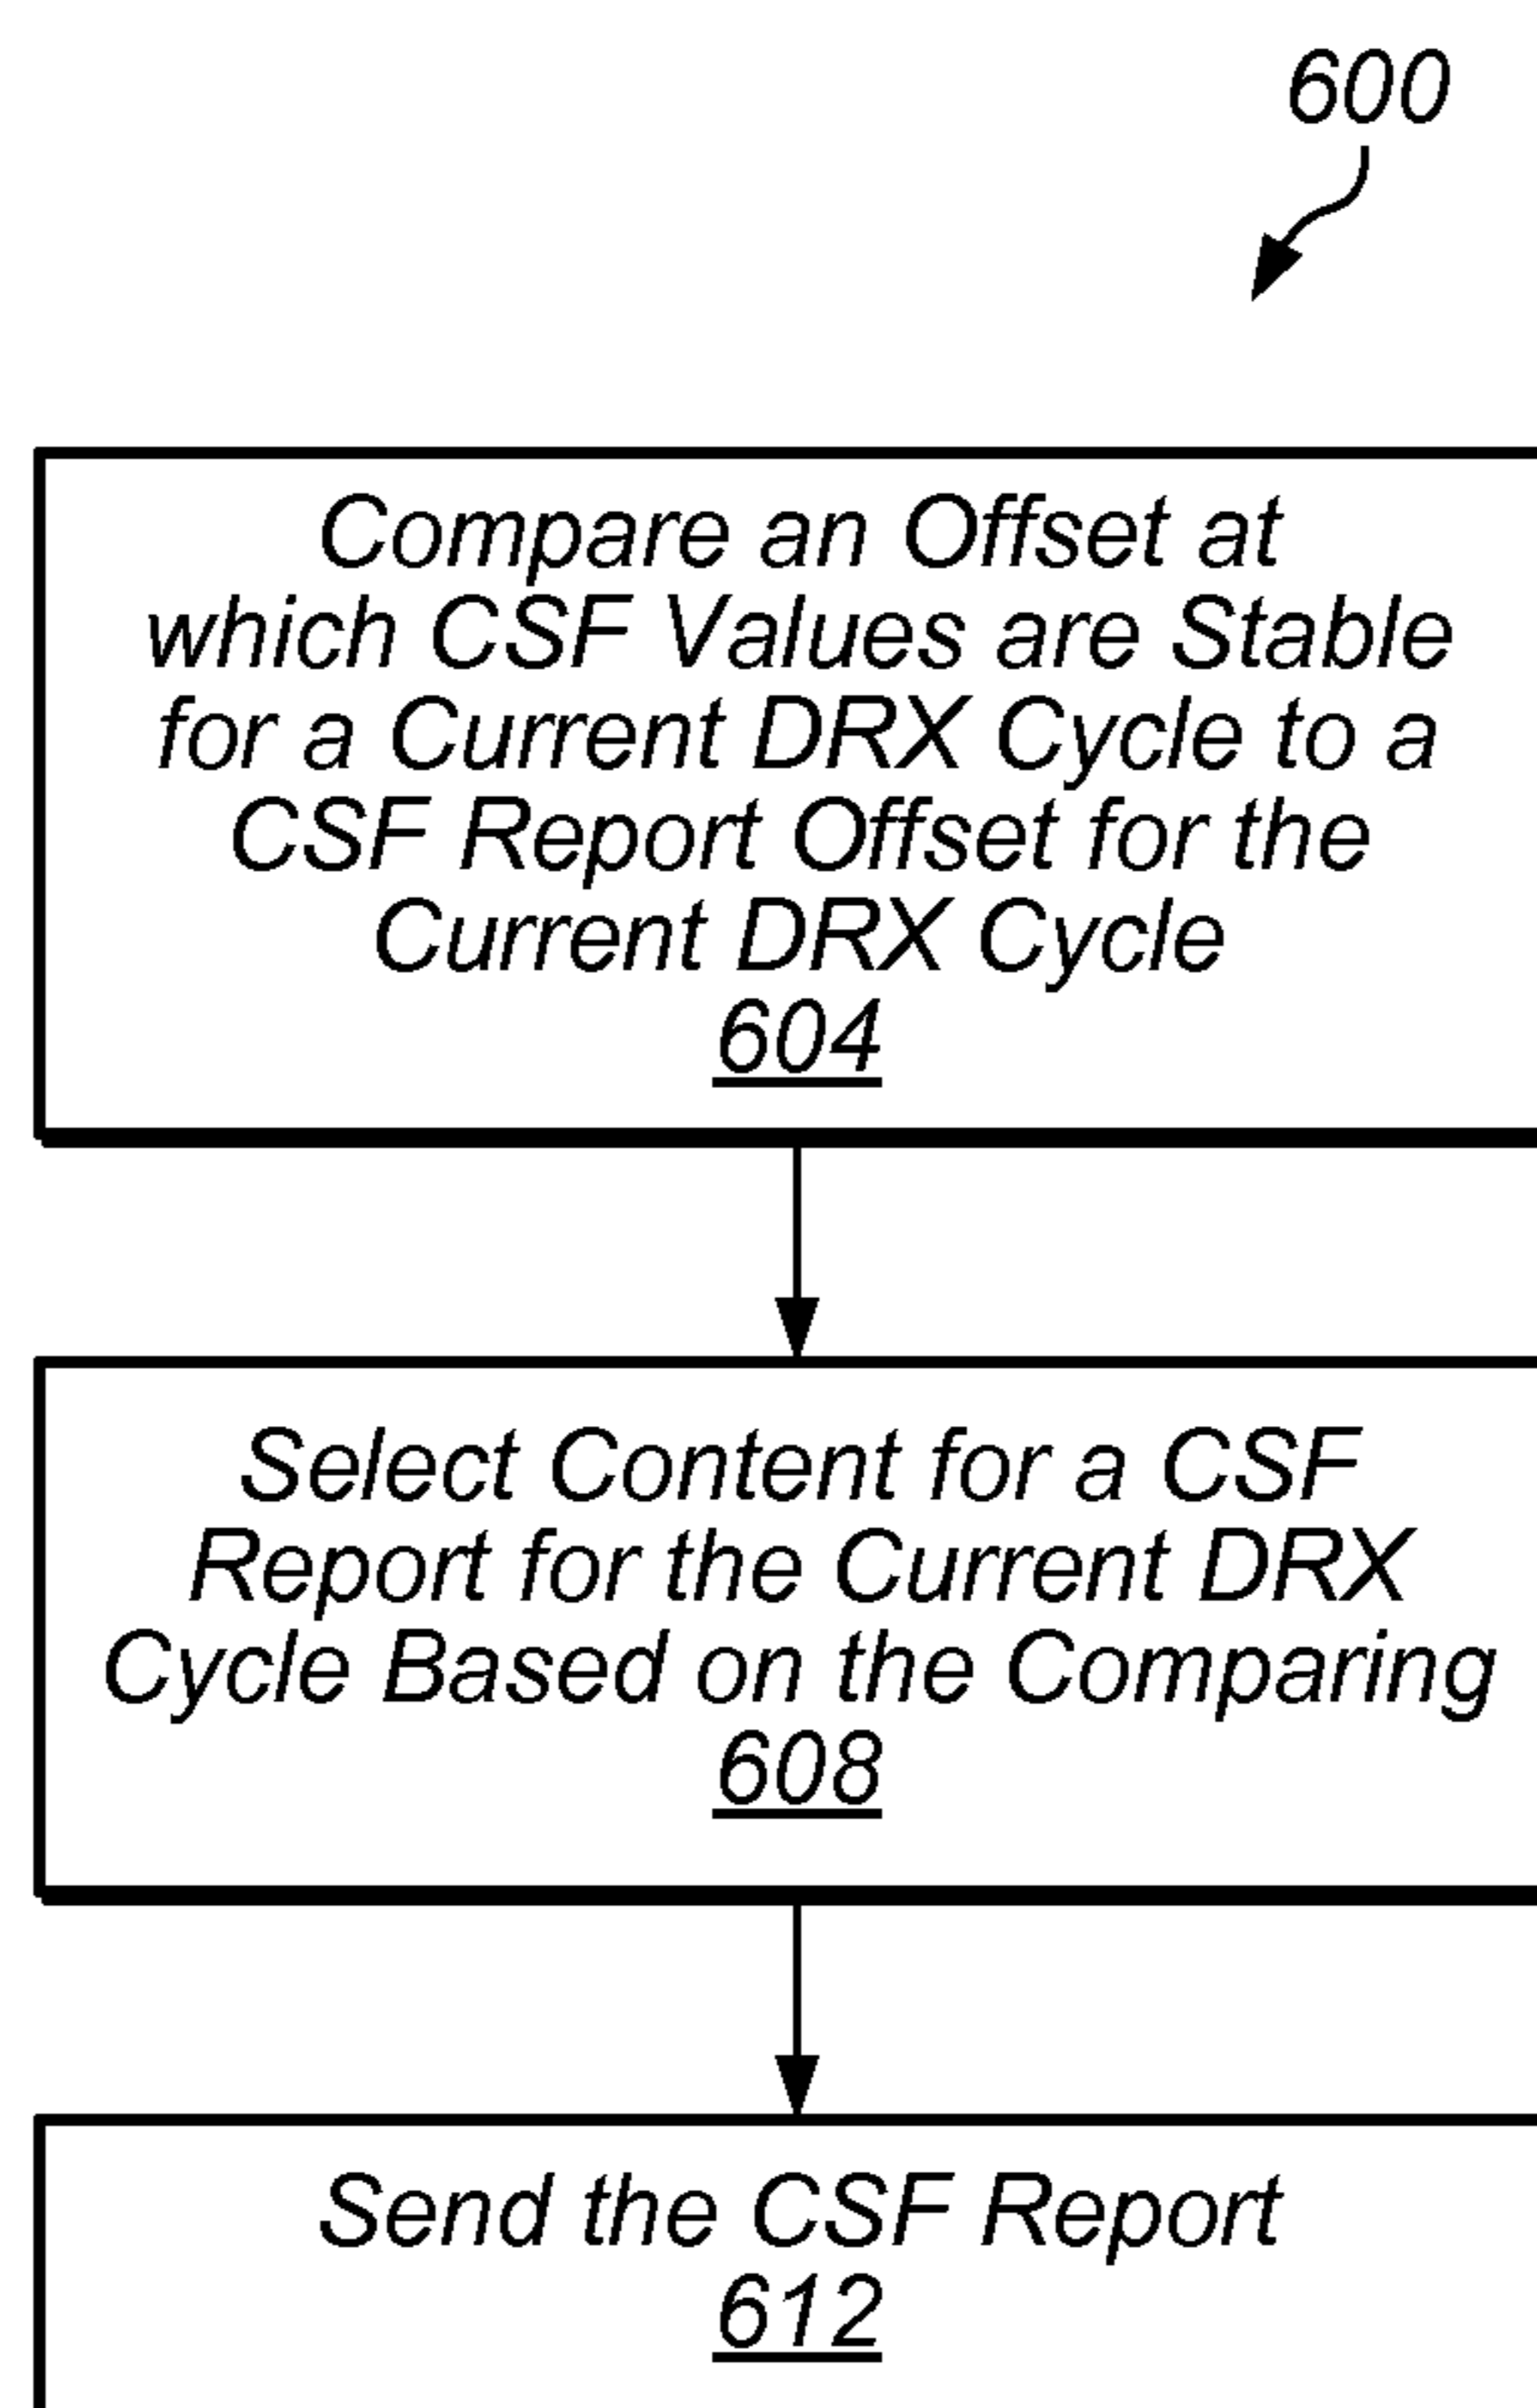 600
Compare an Offset at
which CSF Values are Stable
for a Current DRX Cycle to a
CSF Report Offset for the
Current DRX Cycle
604
Select Content for a CSF
Report for the Current DRX
Cycle Based on the Comparing
608
Send the CSF Report
612